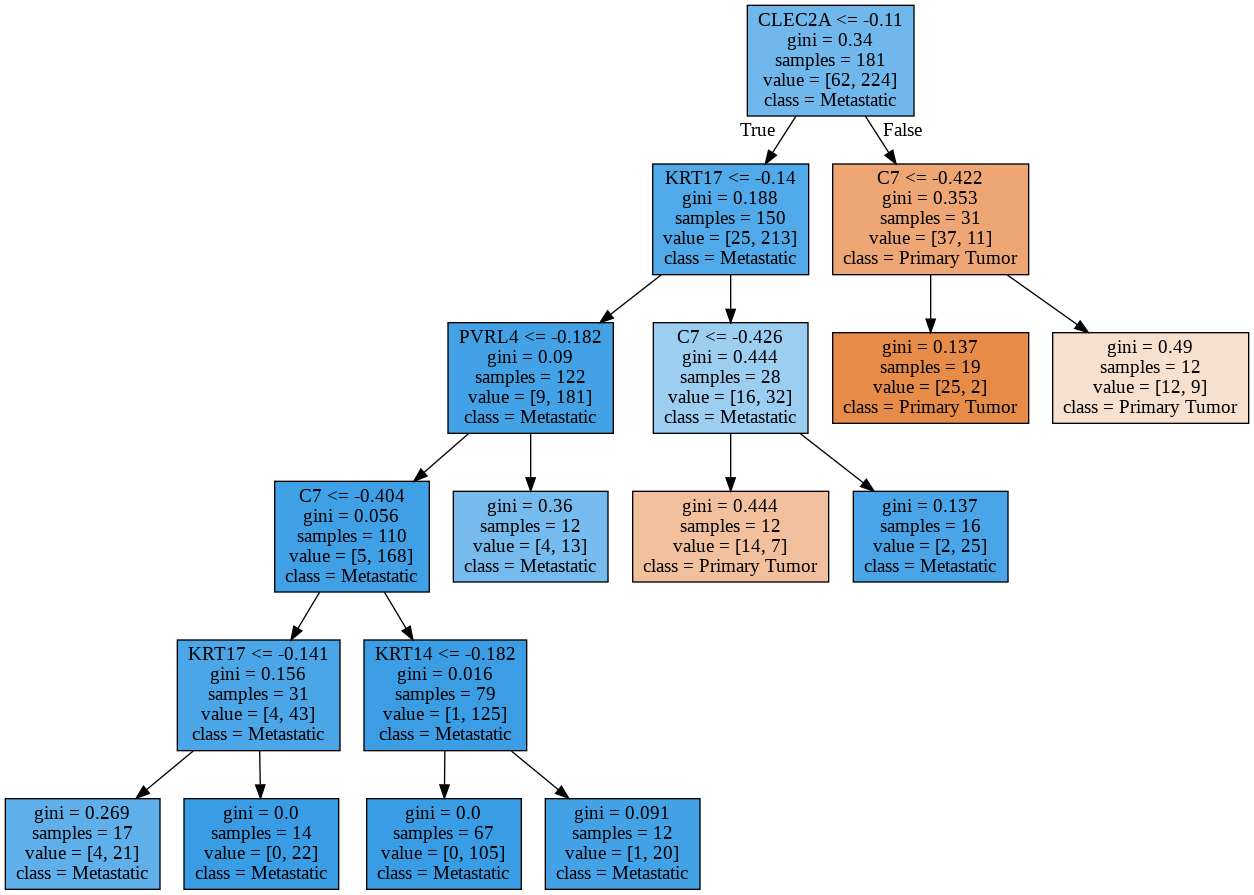 CLEC2A <= -0.11
gini = 0.34
samples = 181
value = [62, 224]
class = Metastatic
True
False
KRT17 <= -0.14
gini = 0.188
samples = 150
value = [25, 213]
class = Metastatic
C7 <= -0.422
gini = 0.353
samples = 31
value = [37, 11]
class = Primary Tumor
PVRL4 <= -0.182
gini = 0.09
samples = 122
value = [9, 181]
class = Metastatic
C7 <= -0.426
gini = 0.444
samples = 28
value = [16, 32]
class = Metastatic
gini = 0.137
samples = 19
value = [25, 2]
class = Primary Tumor
gini = 0.49
samples = 12
value = [12, 9]
class = Primary Tumor
C7 <= -0.404
gini = 0.056
samples = 110
value = [5, 168]
class = Metastatic
gini = 0.36
samples = 12
value = [4, 13]
class = Metastatic
gini = 0.444
samples = 12
value = [14, 7]
class = Primary Tumor
gini = 0.137
samples = 16
value = [2, 25]
class = Metastatic
KRT17 <= -0.141
gini = 0.156
samples = 31
value = [4, 43]
class = Metastatic
KRT14 <= -0.182
gini = 0.016
samples = 79
value = [1, 125]
class = Metastatic
gini = 0.269
samples = 17
value = [4, 21]
class = Metastatic
gini = 0.0
samples = 14
value = [0, 22]
class = Metastatic
gini = 0.0
samples = 67
value = [0, 105]
class = Metastatic
gini = 0.091
samples = 12
value = [1, 20]
class = Metastatic